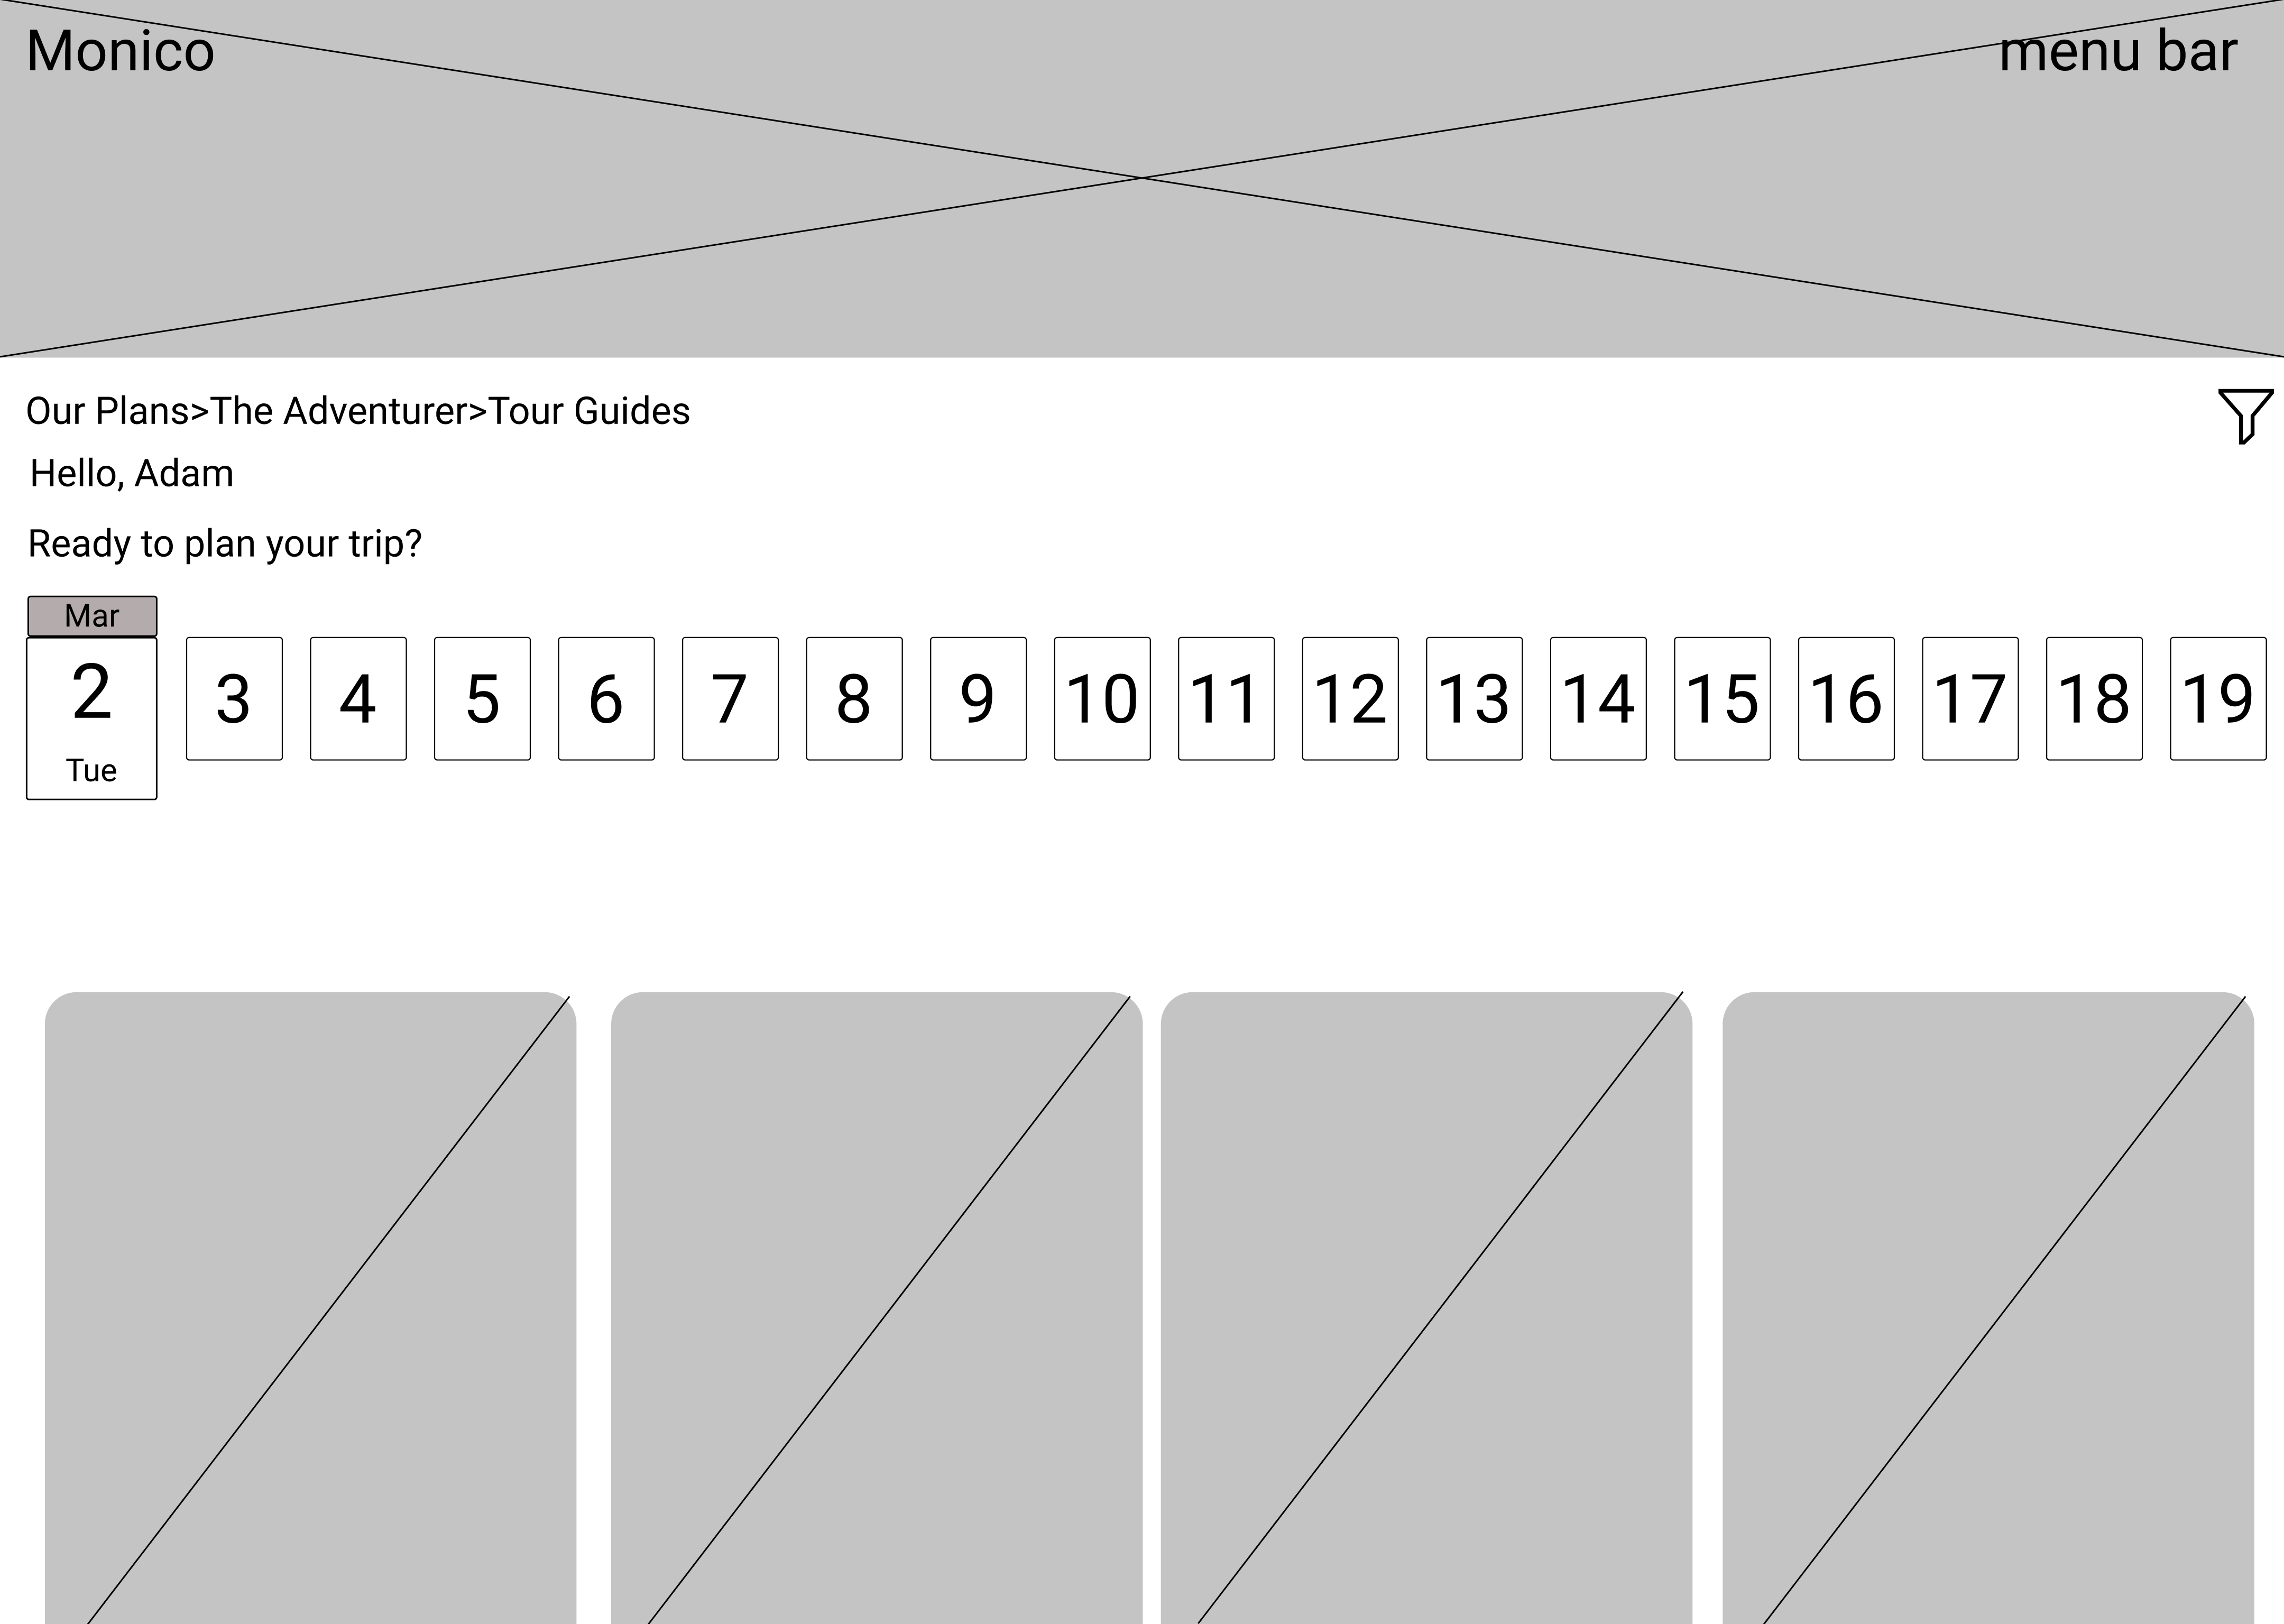 Monico
menu bar
Our Plans>The Adventurer>Tour Guides
Hello, Adam
Ready to plan your trip?
Mar
2 3 4 5 6 7 8 9 10 11 12 13 14 15 16 17 18 19
Tue